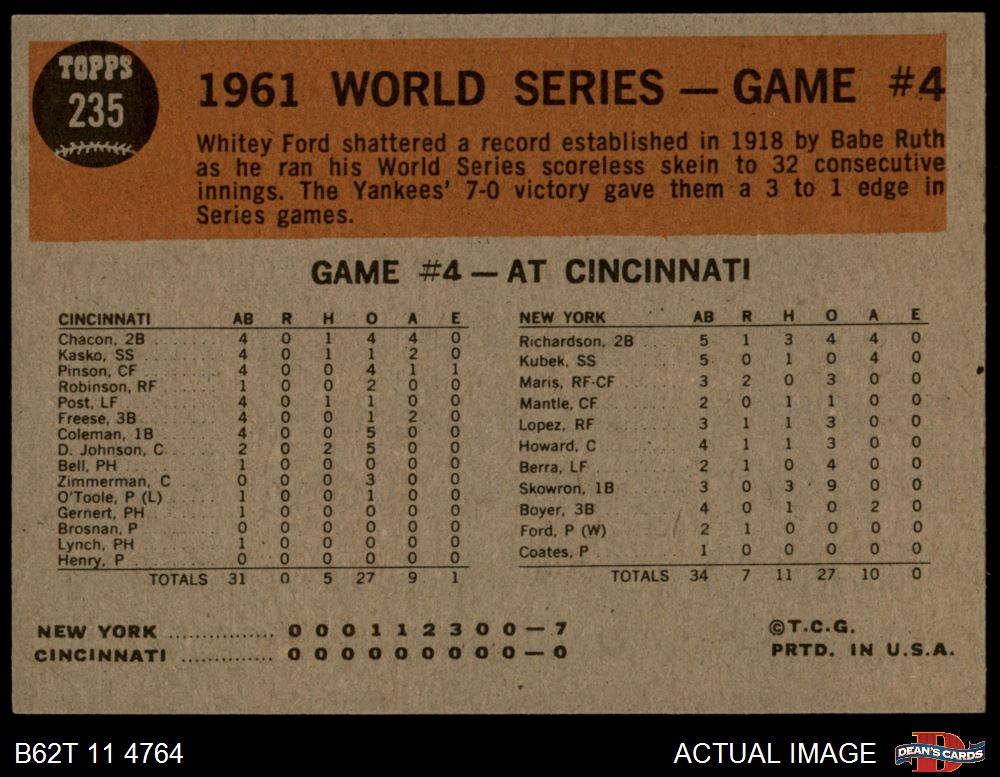 TOPPS
235
1961 WORLD SERIES — GAME #4
Whitey Ford shattered a record established in 1918 by Babe Ruth
as he ran his World Series scoreless skein to 32 consecutive
innings. The Yankees' 7-0 victory gave them a 3 to 1 edge in
Series games.
GAME #4 — AT CINCINNATI
CINCINNATI AB R H O A E
Chacon, 2B 4 0 1 4 4 0
Kasko, SS 4 0 1 1 2 0
Pinson, CF 4 0 0 4 1 1
Robinson, RF 1 0 0 2 0 0
Post, LF 4 0 1 1 0 0
Freese, 3B 4 0 0 1 2 0
Coleman, 1B 4 0 0 5 0 0
D. Johnson, C 2 0 2 5 0 0
Bell, PH 1 0 0 0 0 0
Zimmerman, C 0 0 0 3 0 0
O'Toole, P (L) 1 0 0 1 0 0
Gernert, PH 1 0 0 0 0 0
Brosnan, P 0 0 0 0 0 0
Lynch, PH 1 0 0 0 0 0
Henry, P 0 0 0 0 0 0
TOTALS 31 0 5 27 9 1
NEW YORK AB R H O A E
Richardson, 2B 5 1 3 4 4 0
Kubek, SS 5 0 1 0 4 0
Maris, RF-CF 3 2 0 3 0 0
Mantle, CF 2 0 1 1 0 0
Lopez, RF 3 1 1 3 0 0
Howard, C 4 1 1 3 0 0
Berra, LF 2 1 0 4 0 0
Skowron, 1B 3 0 3 9 0 0
Boyer, 3B 4 0 1 0 2 0
Ford, P (W) 2 1 0 0 0 0
Coates, P 1 0 0 0 0 0
TOTALS 34 7 11 27 10 0
NEW YORK ................ 0 0 0 1 1 2 3 0 0 — 7
CINCINNATI .............. 0 0 0 0 0 0 0 0 0 — 0
©T.C.G.
PRTD. IN U.S.A.
B62T 11 4764
ACTUAL IMAGE
D
DEAN'S CARDS